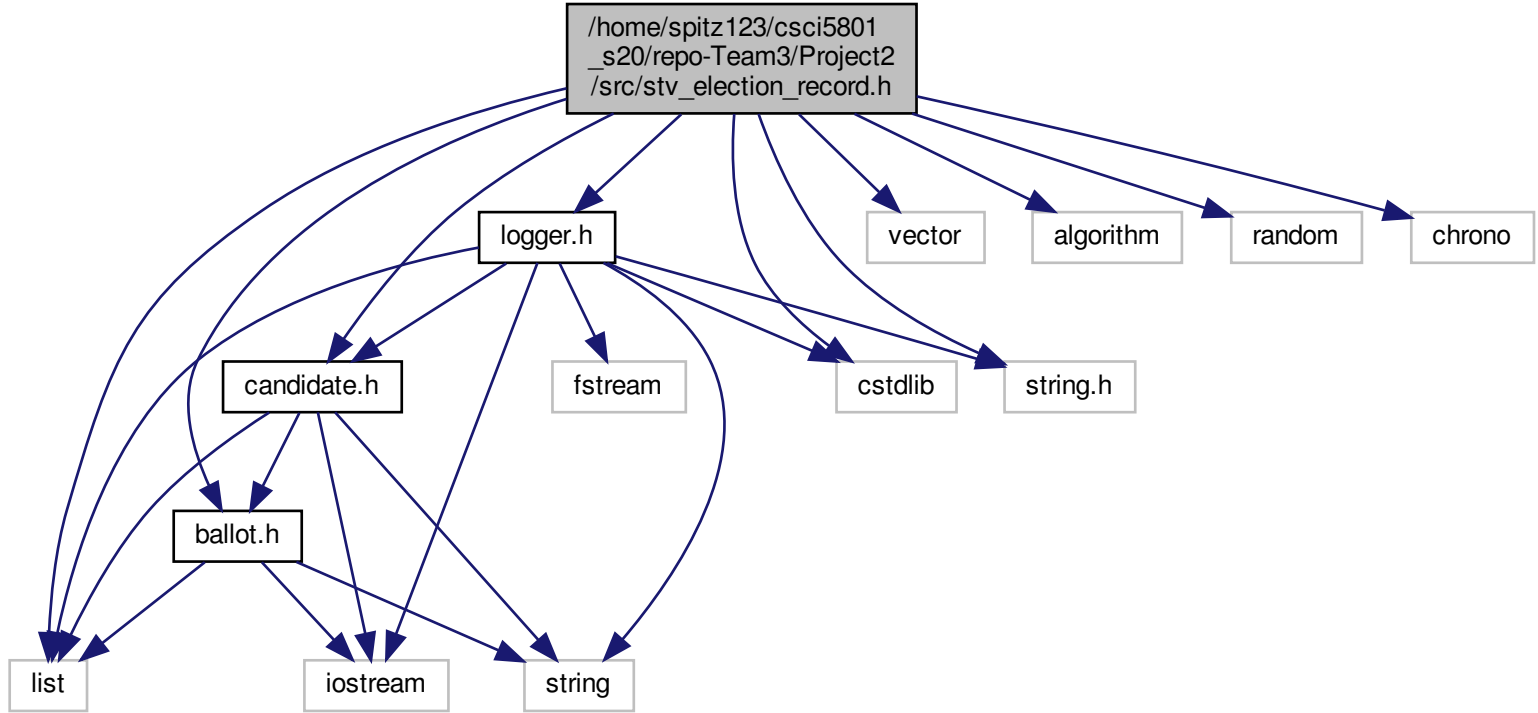 /home/spitz123/csci5801
_s20/repo-Team3/Project2
/src/stv_election_record.h
logger.h
vector
algorithm
random
chrono
candidate.h
fstream
cstdlib
string.h
ballot.h
list
iostream
string